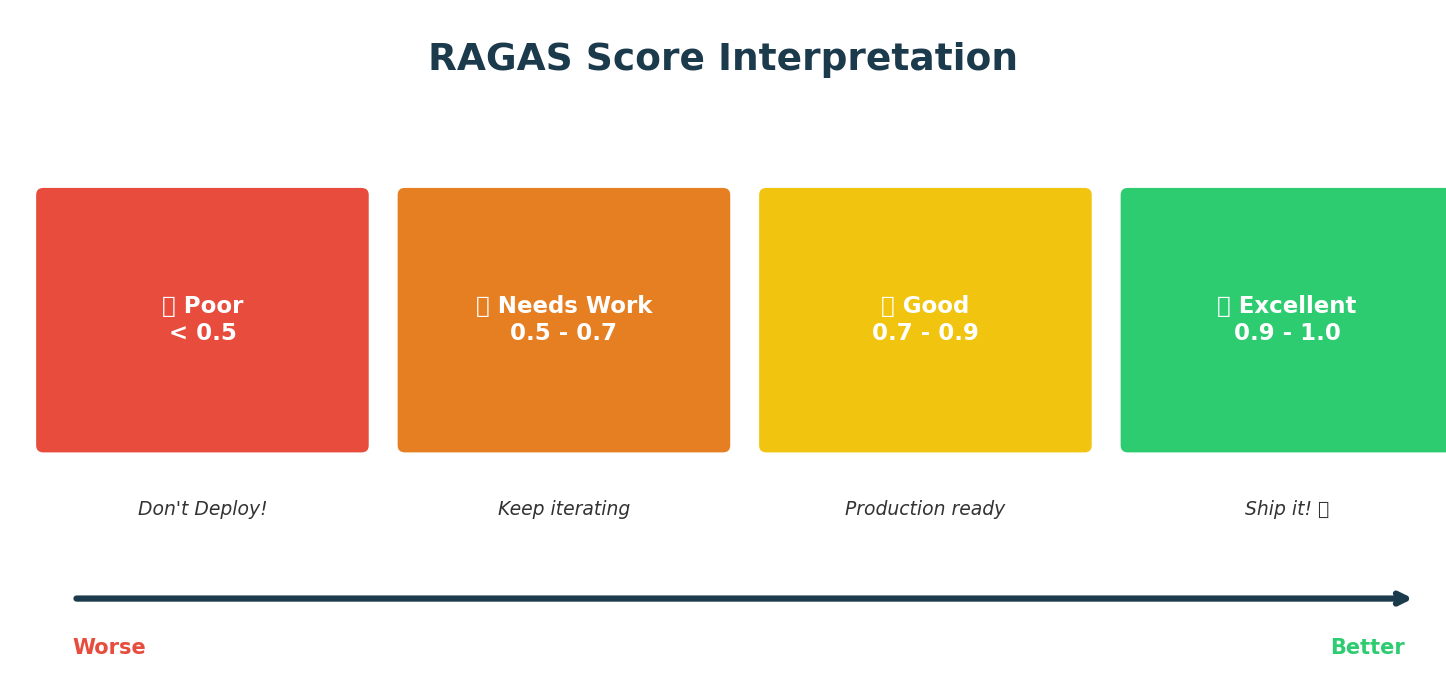 RAGAS Score Interpretation
▯ Poor
< 0.5
▯ Needs Work
0.5 - 0.7
▯ Good
0.7 - 0.9
▯ Excellent
0.9 - 1.0
Don't Deploy!
Keep iterating
Production ready
Ship it! ▯
Worse
Better